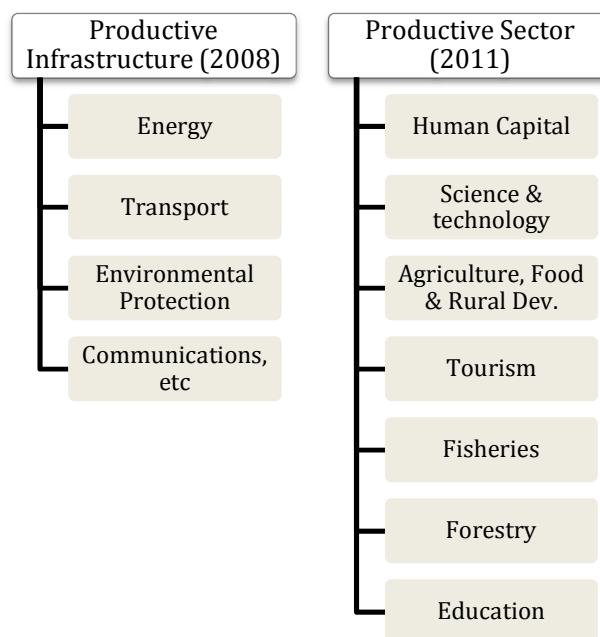 Productive
Infrastructure (2008)
Energy
Transport
Environmental
Protection
Communications,
etc
Productive Sector
(2011)
Human Capital
Science &
technology
Agriculture, Food
& Rural Dev.
Tourism
Fisheries
Forestry
Education